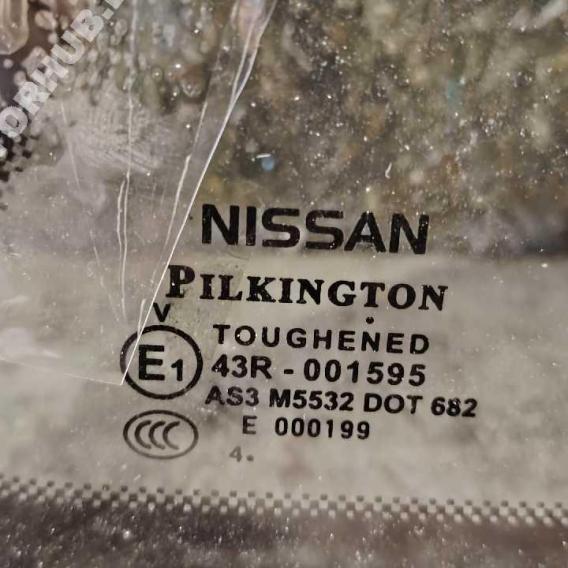 NISSAN
PILKINGTON
V
TOUGHENED
E1
43R - 001595
AS3 M5532 DOT 682
CCC
E 000199
4.